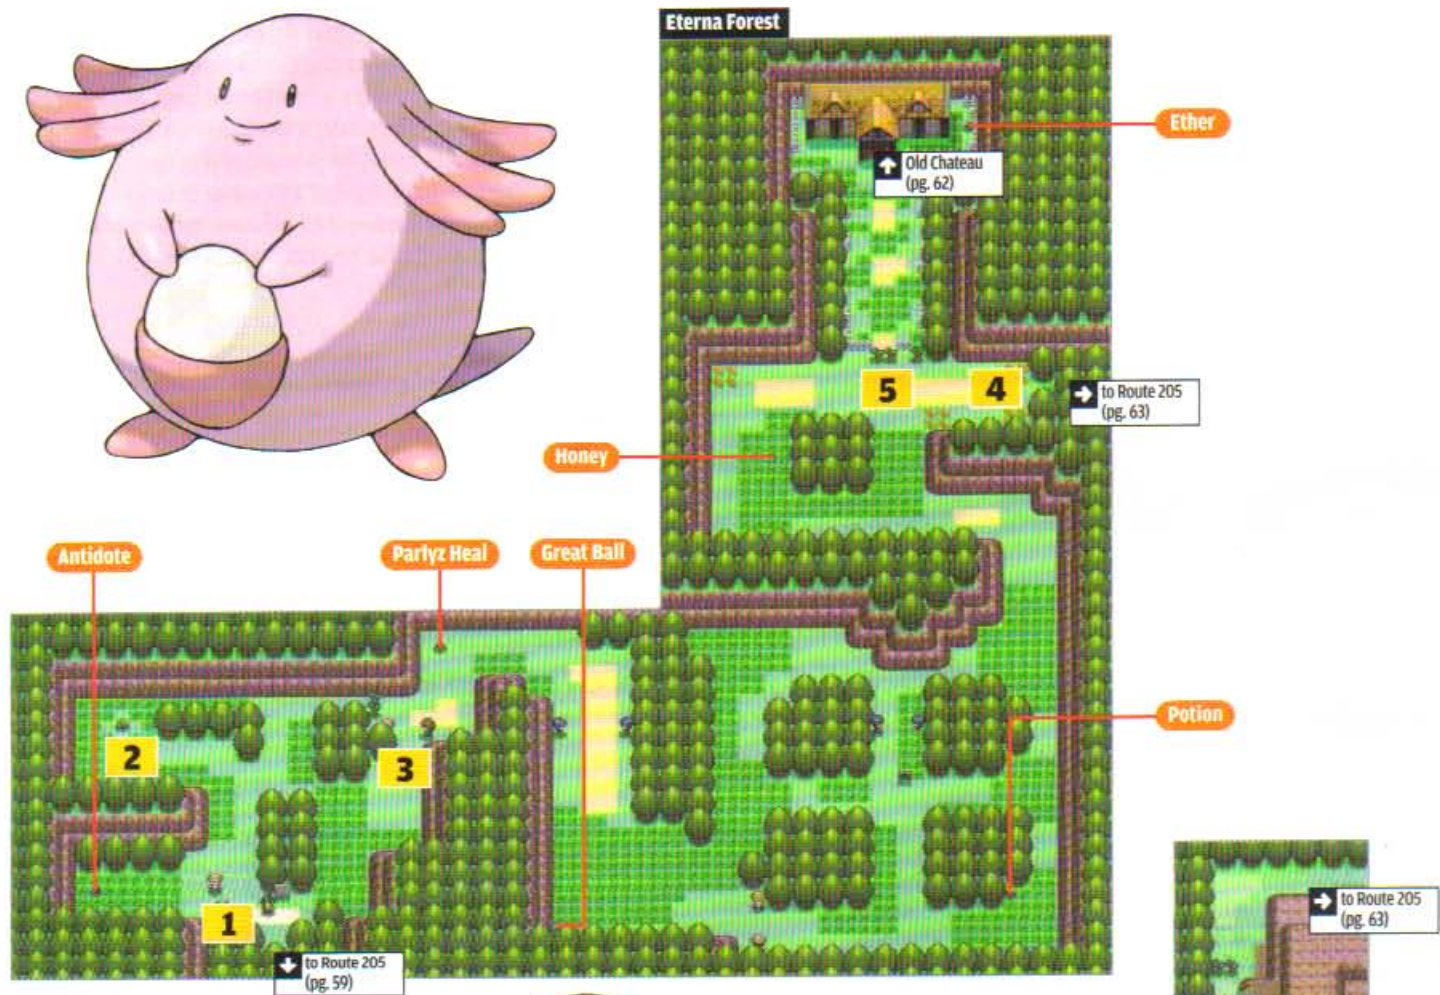 Eterna Forest
Ether
Old Chateau
(pg. 62)
5
4
to Route 205
(pg. 63)
Honey
Antidote
Parlyz Heal
Great Ball
Potion
2
3
1
to Route 205
(pg. 59)
to Route 205
(pg. 63)